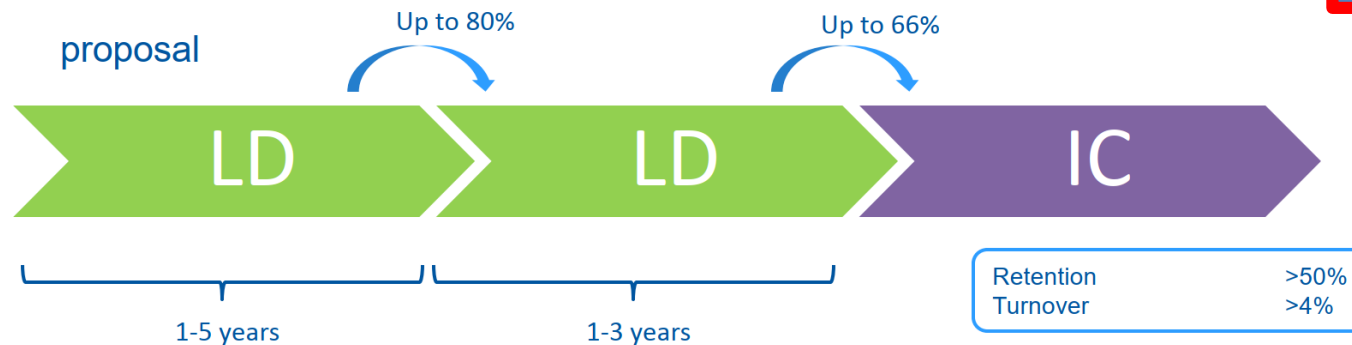 proposal
Up to 80%
Up to 66%
LD
LD
IC
1-5 years
1-3 years
Retention >50%
Turnover >4%